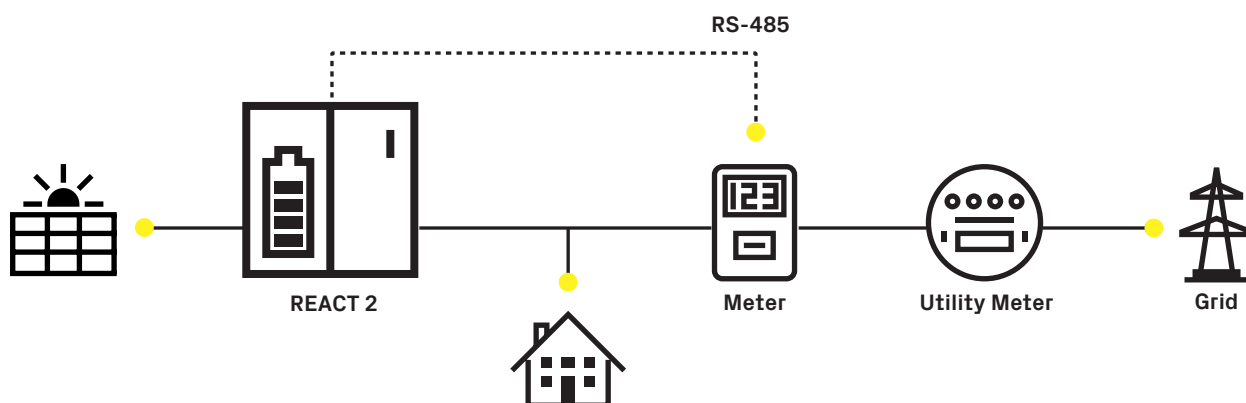 RS-485
123
REACT 2
Meter
Utility Meter
Grid